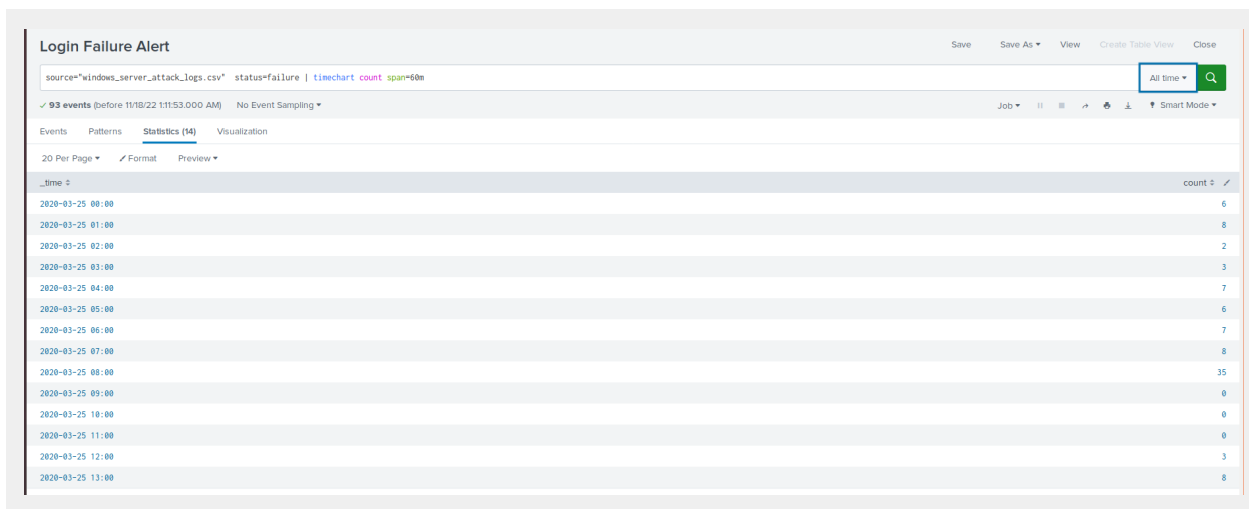 Login Failure Alert Save Save As View Create Table View Close
source="windows_server_attack_logs.csv" status=failure | timechart count span=60m All time
93 events (before 11/18/22 1:11:53.000 AM) No Event Sampling Job Smart Mode
Events Patterns Statistics (14) Visualization
20 Per Page Format Preview
_time count
2020-03-25 00:00 6
2020-03-25 01:00 8
2020-03-25 02:00 2
2020-03-25 03:00 3
2020-03-25 04:00 7
2020-03-25 05:00 6
2020-03-25 06:00 7
2020-03-25 07:00 8
2020-03-25 08:00 35
2020-03-25 09:00 0
2020-03-25 10:00 0
2020-03-25 11:00 0
2020-03-25 12:00 3
2020-03-25 13:00 8